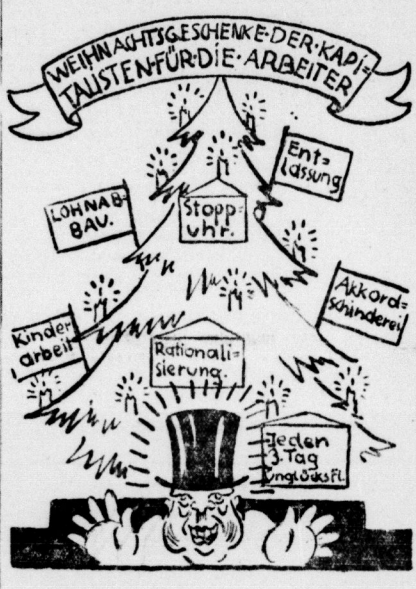 WEIHNACHTSGESCHENKE·DER·KAPI=
TALISTEN·FÜR·DIE·ARBEITER
Ent=
lassung
LOHNAB=
BAU.
Stopp=
uhr.
Akkord=
schinderei
Kinder
arbeit
Rationali=
sierung.
Jeden
3. Tag